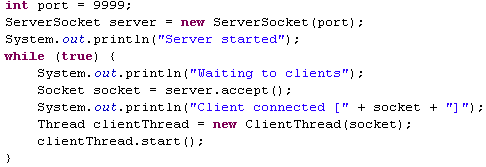 int port = 9999;
ServerSocket server = new ServerSocket(port);
System.out.println("Server started");
while (true) {
    System.out.println("Waiting to clients");
    Socket socket = server.accept();
    System.out.println("Client connected [" + socket + "]");
    Thread clientThread = new ClientThread(socket);
    clientThread.start();
}